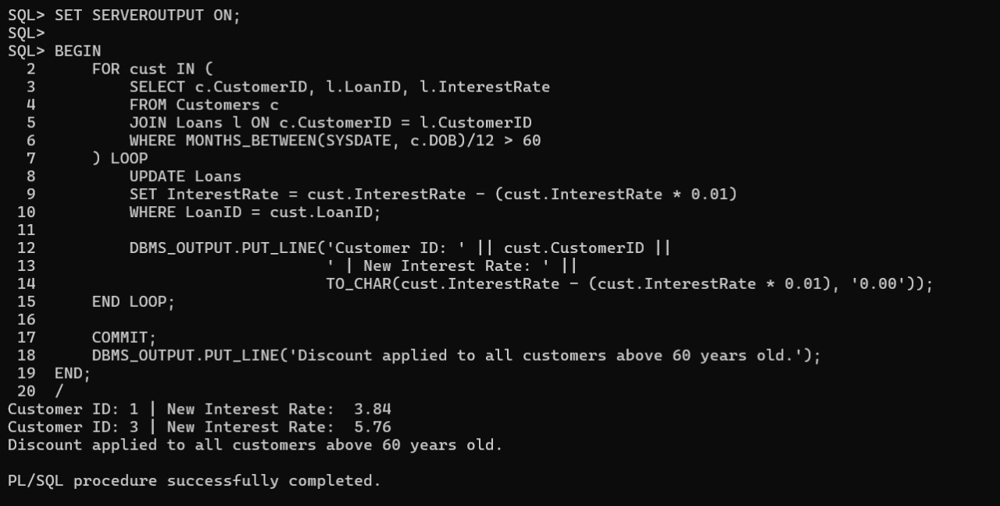 SQL> SET SERVEROUTPUT ON;
SQL>
SQL> BEGIN
  2      FOR cust IN (
  3          SELECT c.CustomerID, l.LoanID, l.InterestRate
  4          FROM Customers c
  5          JOIN Loans l ON c.CustomerID = l.CustomerID
  6          WHERE MONTHS_BETWEEN(SYSDATE, c.DOB)/12 > 60
  7      ) LOOP
  8          UPDATE Loans
  9          SET InterestRate = cust.InterestRate - (cust.InterestRate * 0.01)
 10          WHERE LoanID = cust.LoanID;
 11
 12          DBMS_OUTPUT.PUT_LINE('Customer ID: ' || cust.CustomerID ||
 13                               ' | New Interest Rate: ' ||
 14                               TO_CHAR(cust.InterestRate - (cust.InterestRate * 0.01), '0.00'));
 15      END LOOP;
 16
 17      COMMIT;
 18      DBMS_OUTPUT.PUT_LINE('Discount applied to all customers above 60 years old.');
 19  END;
 20  /
Customer ID: 1 | New Interest Rate:  3.84
Customer ID: 3 | New Interest Rate:  5.76
Discount applied to all customers above 60 years old.

PL/SQL procedure successfully completed.